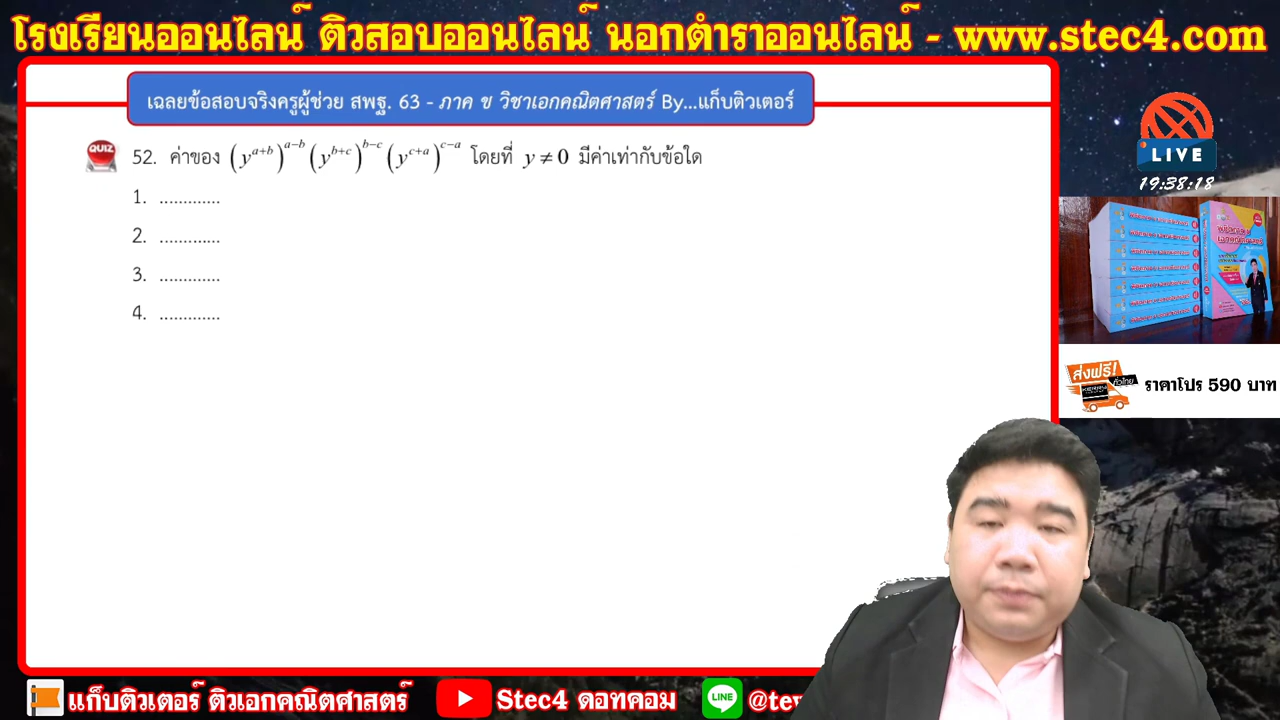 โรงเรียนออนไลน์ ติวสอบออนไลน์ นอกตำราออนไลน์ - www.stec4.com
เฉลยข้อสอบจริงครูผู้ช่วย สพฐ. 63 - ภาค ข วิชาเอกคณิตศาสตร์ By...แก็บติวเตอร์
QUIZ 52. ค่าของ (y^{a+b})^{a-b} (y^{b+c})^{b-c} (y^{c+a})^{c-a} โดยที่ y ≠ 0 มีค่าเท่ากับข้อใด
1. ............
2. ............
3. ............
4. ............
LIVE
19:38:18
ส่งฟรี!
ทั่วไทย
KERRY
ราคาโปร 590 บาท
แก็บติวเตอร์ ติวเอกคณิตศาสตร์
Stec4 ดอทคอม
LINE